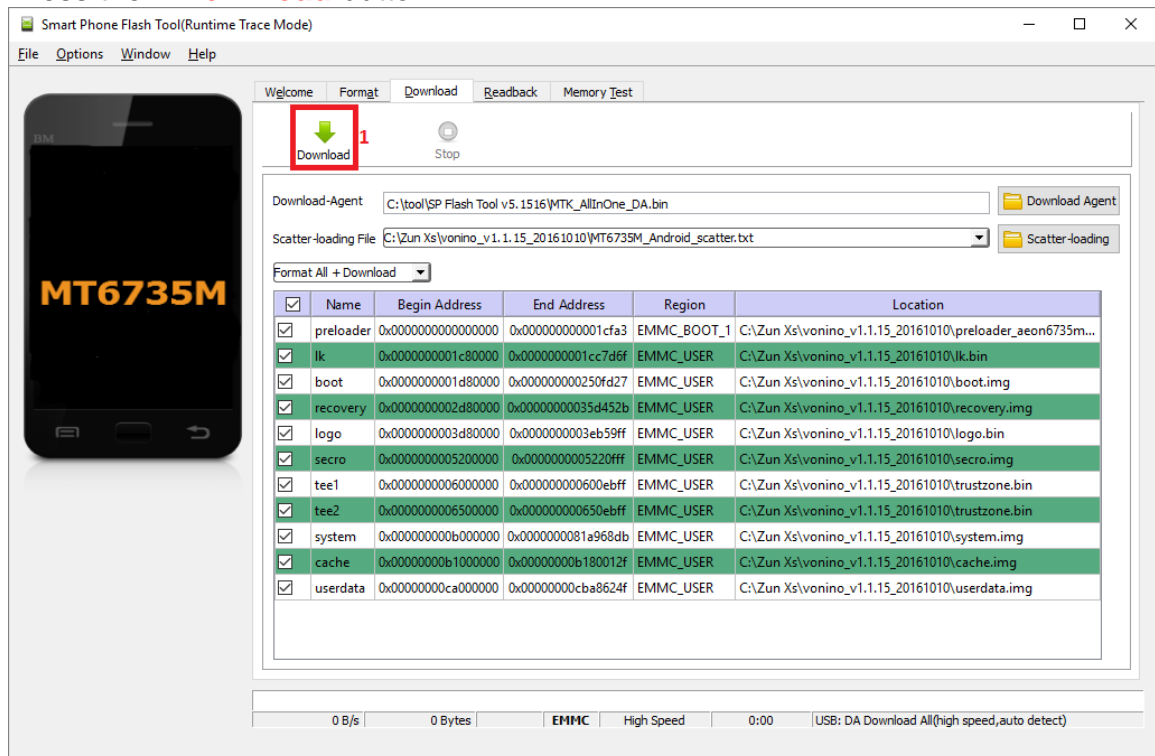 Smart Phone Flash Tool(Runtime Trace Mode)
File Options Window Help
Welcome Format Download Readback Memory Test
BM
1
Download Stop
Download-Agent C:\tool\SP Flash Tool v5.1516\MTK_AllInOne_DA.bin Download Agent
Scatter-loading File C:\Zun Xs\vonino_v1.1.15_20161010\MT6735M_Android_scatter.txt Scatter-loading
Format All + Download
MT6735M
Name Begin Address End Address Region Location
preloader 0x0000000000000000 0x000000000001cfa3 EMMC_BOOT_1 C:\Zun Xs\vonino_v1.1.15_20161010\preloader_aeon6735m...
lk 0x0000000001c80000 0x0000000001cc7d6f EMMC_USER C:\Zun Xs\vonino_v1.1.15_20161010\lk.bin
boot 0x0000000001d80000 0x000000000250fd27 EMMC_USER C:\Zun Xs\vonino_v1.1.15_20161010\boot.img
recovery 0x0000000002d80000 0x00000000035d452b EMMC_USER C:\Zun Xs\vonino_v1.1.15_20161010\recovery.img
logo 0x0000000003d80000 0x0000000003eb59ff EMMC_USER C:\Zun Xs\vonino_v1.1.15_20161010\logo.bin
secro 0x0000000005200000 0x0000000005220fff EMMC_USER C:\Zun Xs\vonino_v1.1.15_20161010\secro.img
tee1 0x0000000006000000 0x000000000600ebff EMMC_USER C:\Zun Xs\vonino_v1.1.15_20161010\trustzone.bin
tee2 0x0000000006500000 0x000000000650ebff EMMC_USER C:\Zun Xs\vonino_v1.1.15_20161010\trustzone.bin
system 0x000000000b000000 0x0000000081a968db EMMC_USER C:\Zun Xs\vonino_v1.1.15_20161010\system.img
cache 0x00000000b1000000 0x00000000b180012f EMMC_USER C:\Zun Xs\vonino_v1.1.15_20161010\cache.img
userdata 0x00000000ca000000 0x00000000cba8624f EMMC_USER C:\Zun Xs\vonino_v1.1.15_20161010\userdata.img
0 B/s 0 Bytes EMMC High Speed 0:00 USB: DA Download All(high speed,auto detect)